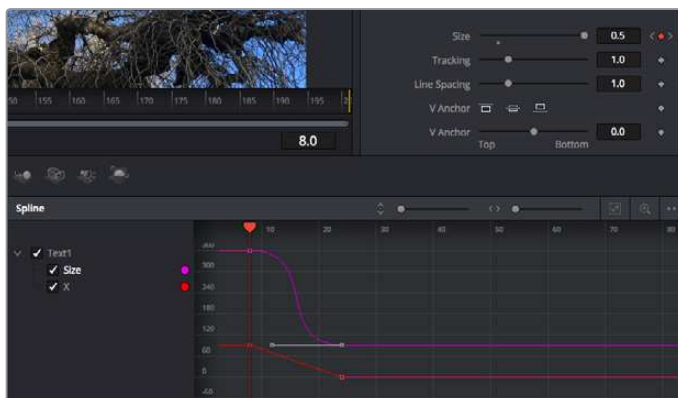 Size 0.5
Tracking 1.0
Line Spacing 1.0
V Anchor
V Anchor 0.0
Top Bottom
155 160 165 170 175 180 185 190 195
8.0
Spline
10 20 30 40 50 60 70 80
Text1
Size
X
300
240
180
120
60
0
-60